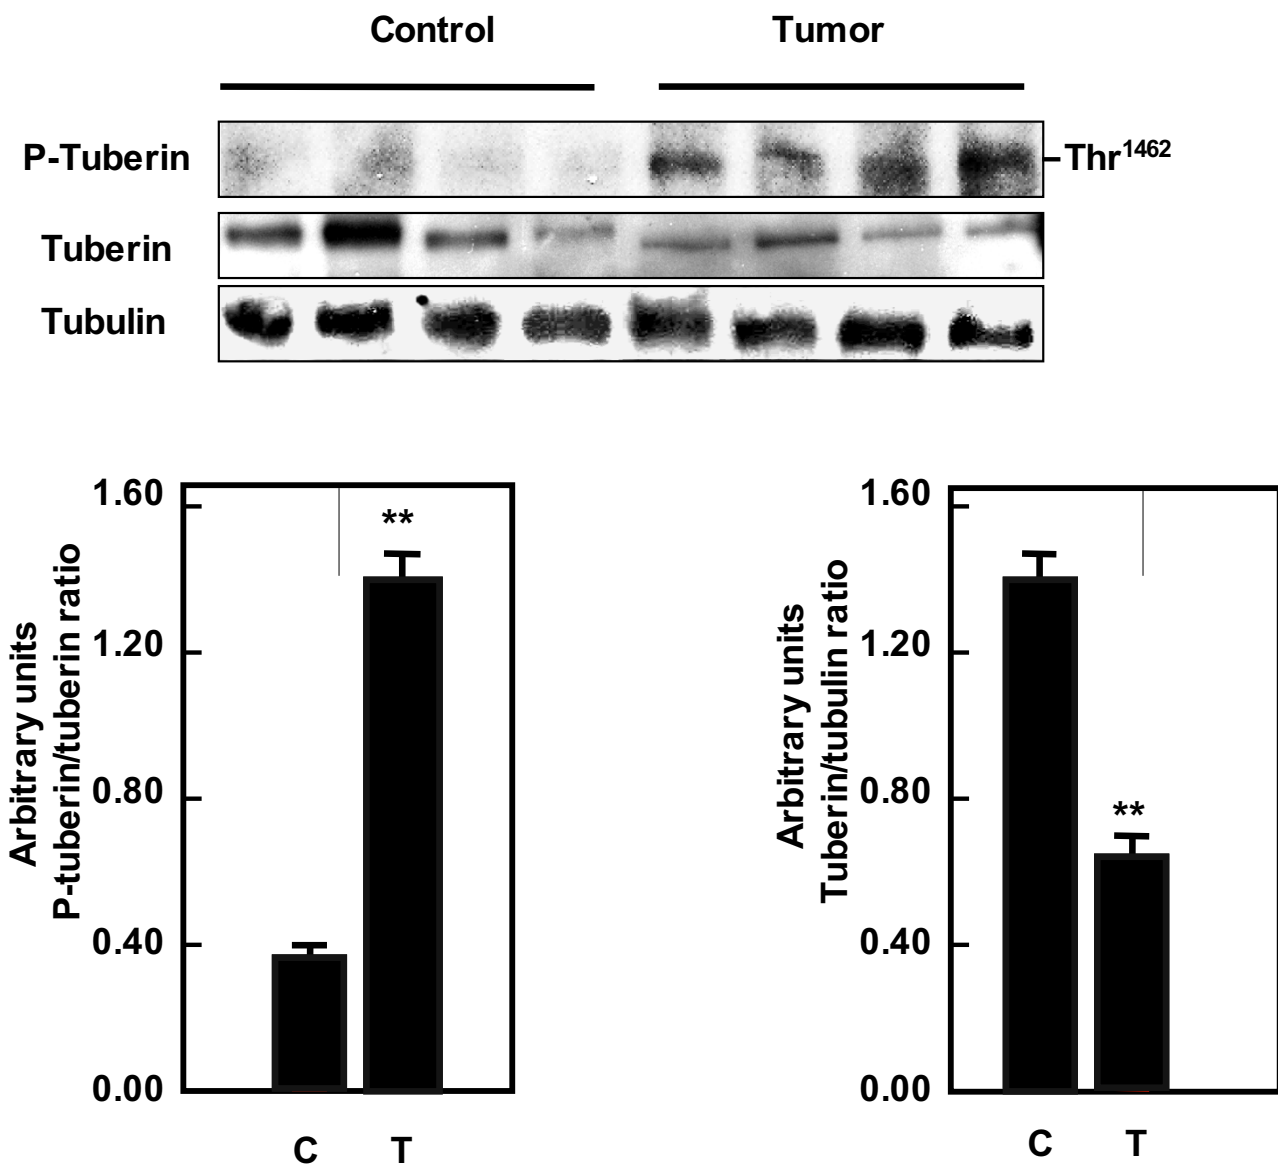 Control Tumor
P-Tuberin Thr1462
Tuberin
Tubulin
Arbitrary units
P-tuberin/tuberin ratio
1.60
1.20
0.80
0.40
0.00
**
C T
Arbitrary units
Tuberin/tubulin ratio
1.60
1.20
0.80
0.40
0.00
**
C T